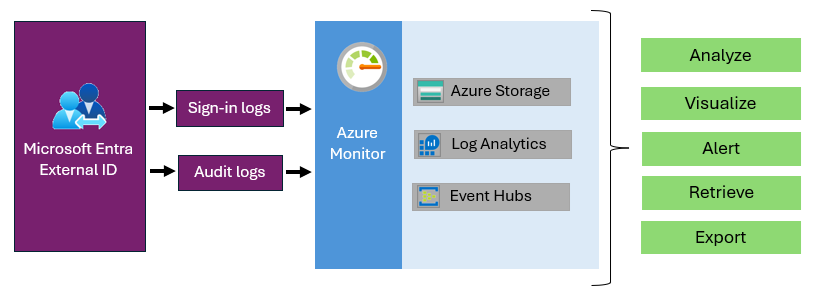 Microsoft Entra
External ID
Sign-in logs
Audit logs
Azure
Monitor
Azure Storage
Log Analytics
Event Hubs
Analyze
Visualize
Alert
Retrieve
Export